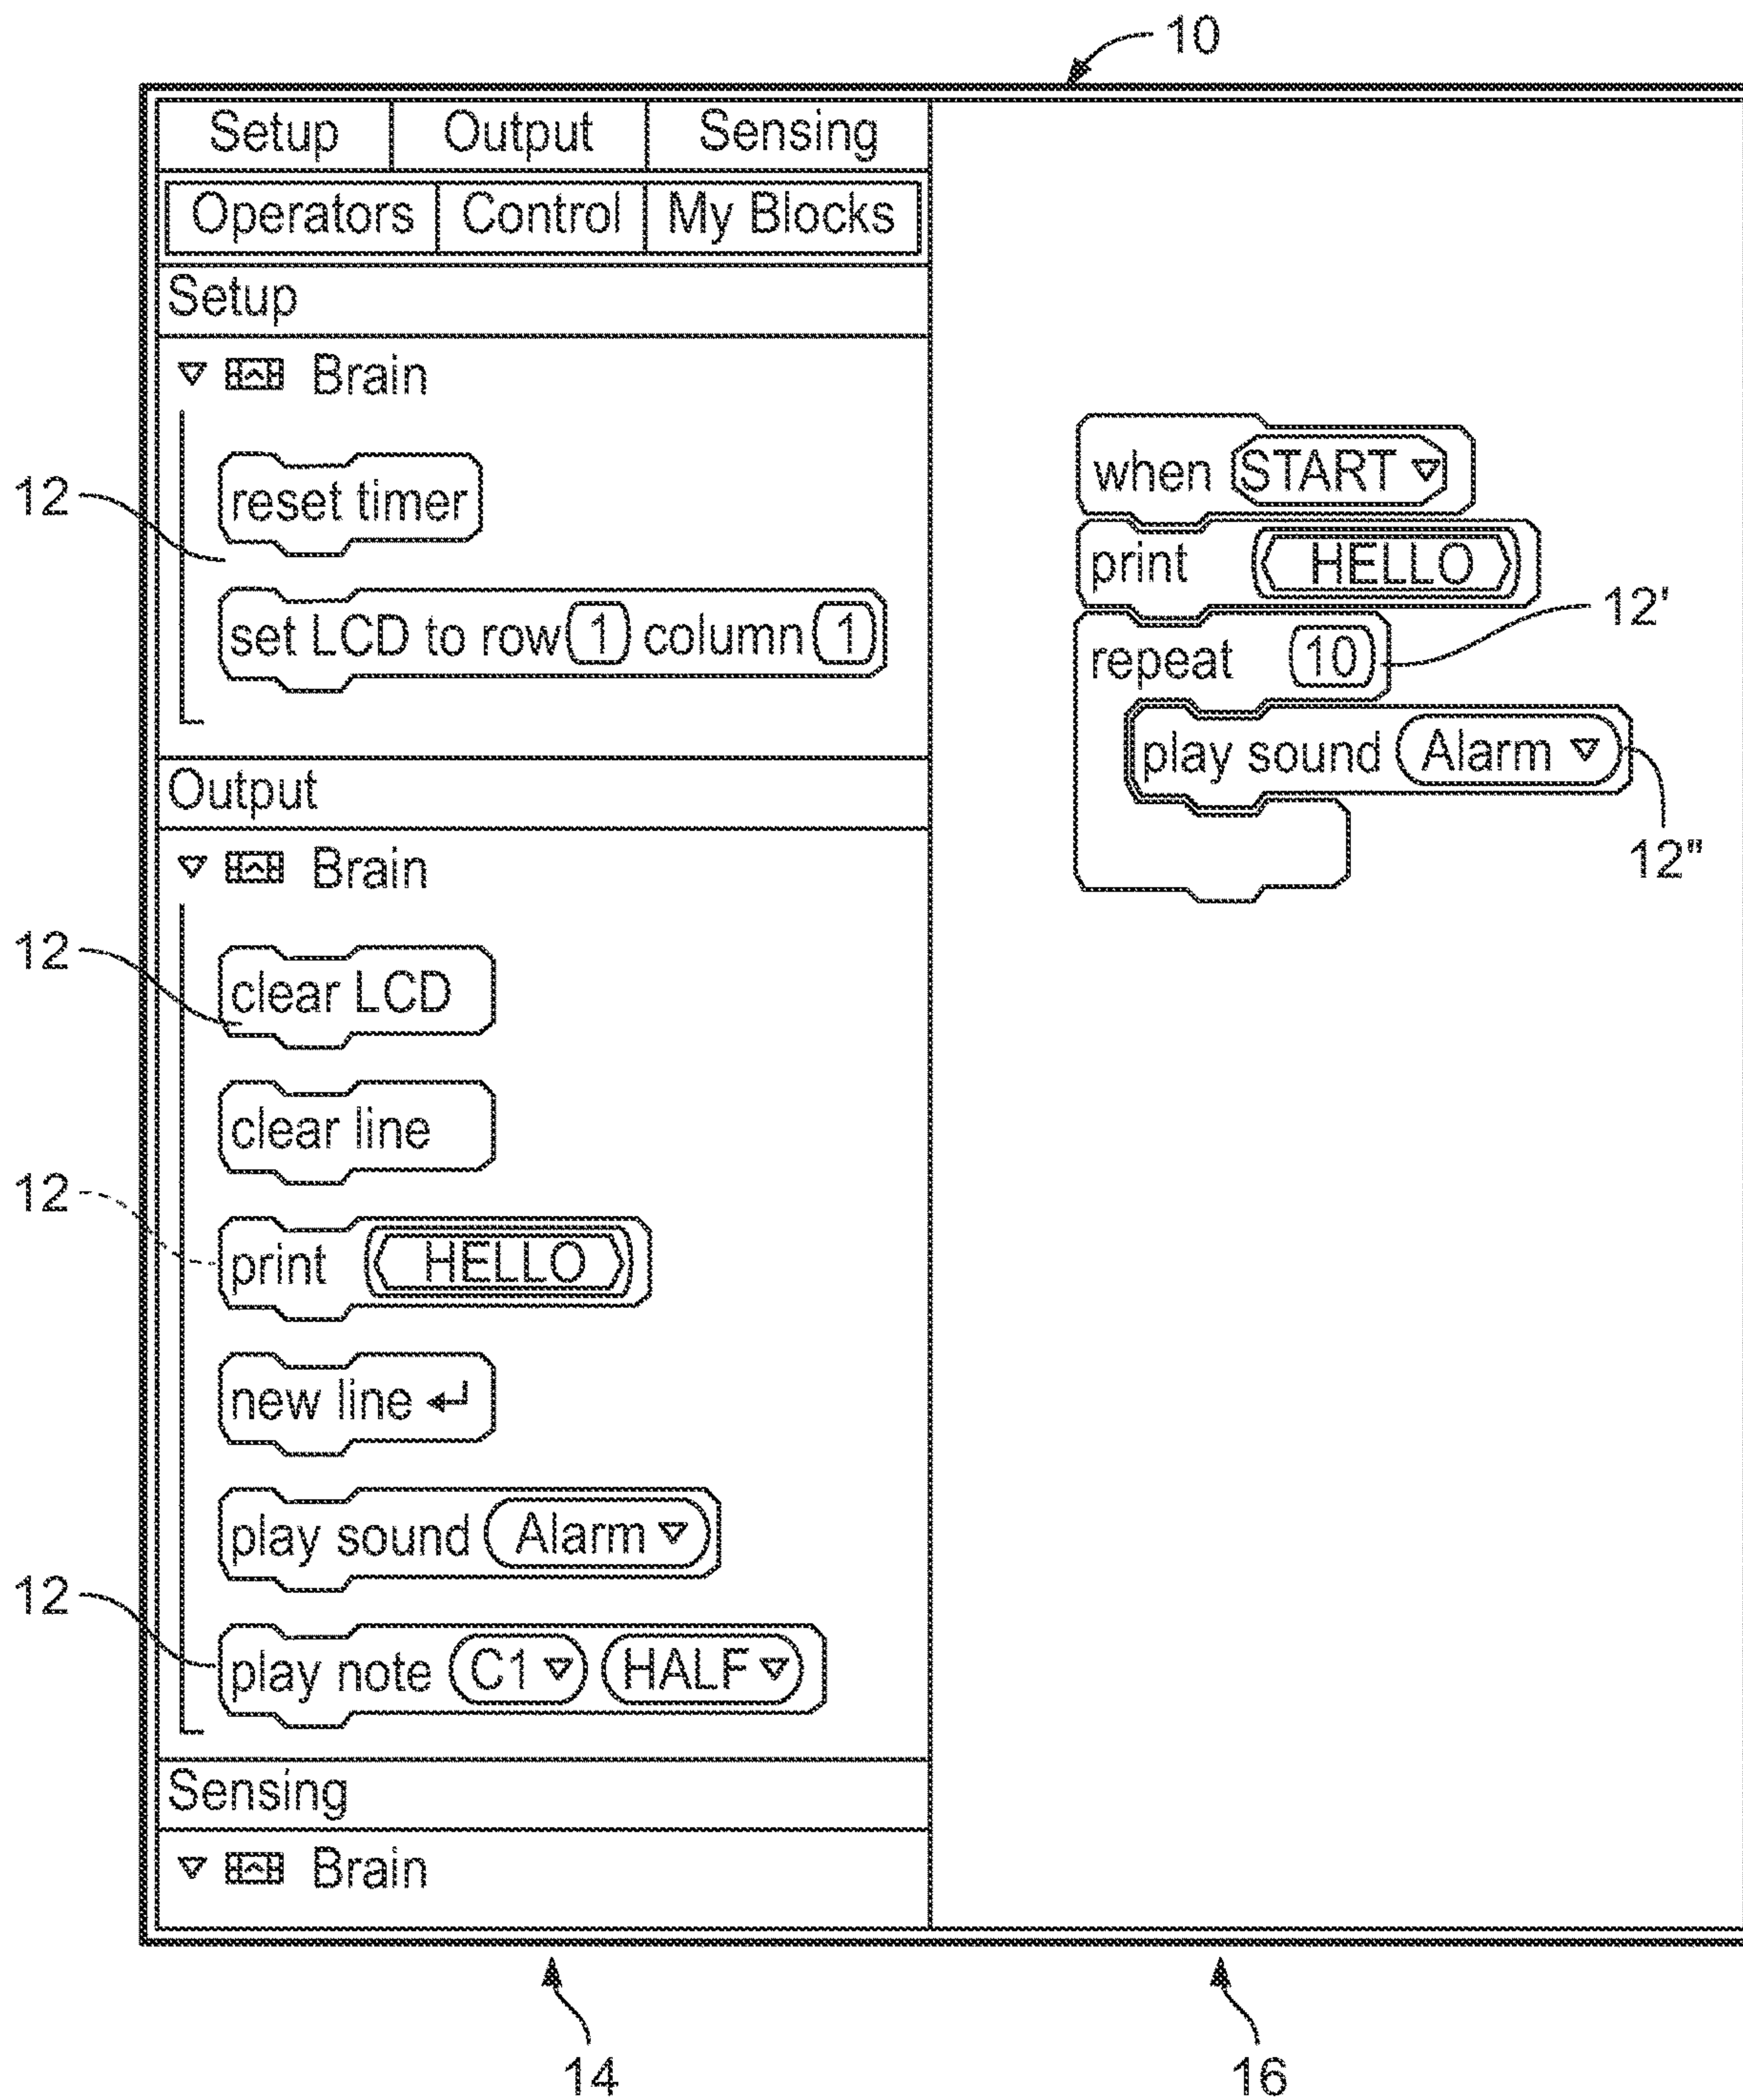 10
Setup Output Sensing
Operators Control My Blocks
Setup
Brain
12
reset timer
set LCD to row 1 column 1
Output
Brain
12
clear LCD
clear line
12
print HELLO
new line
play sound Alarm
12
play note C1 HALF
Sensing
Brain
when START
print HELLO
12'
repeat 10
play sound Alarm
12"
14
16